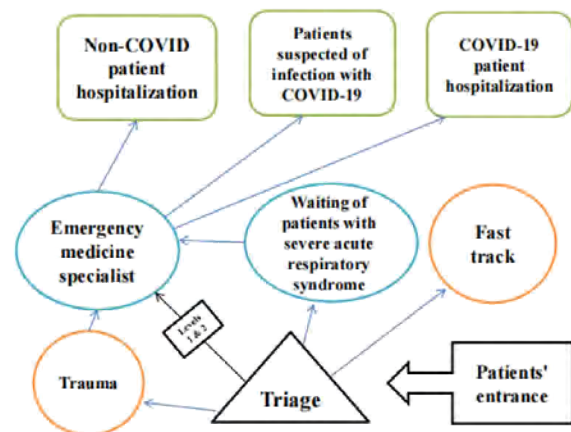 Non-COVID
patient
hospitalization
Patients
suspected of
infection with
COVID-19
COVID-19
patient
hospitalization
Emergency
medicine
specialist
Waiting of
patients with
severe acute
respiratory
syndrome
Fast
track
Levels
1 & 2
Trauma
Triage
Patients'
entrance